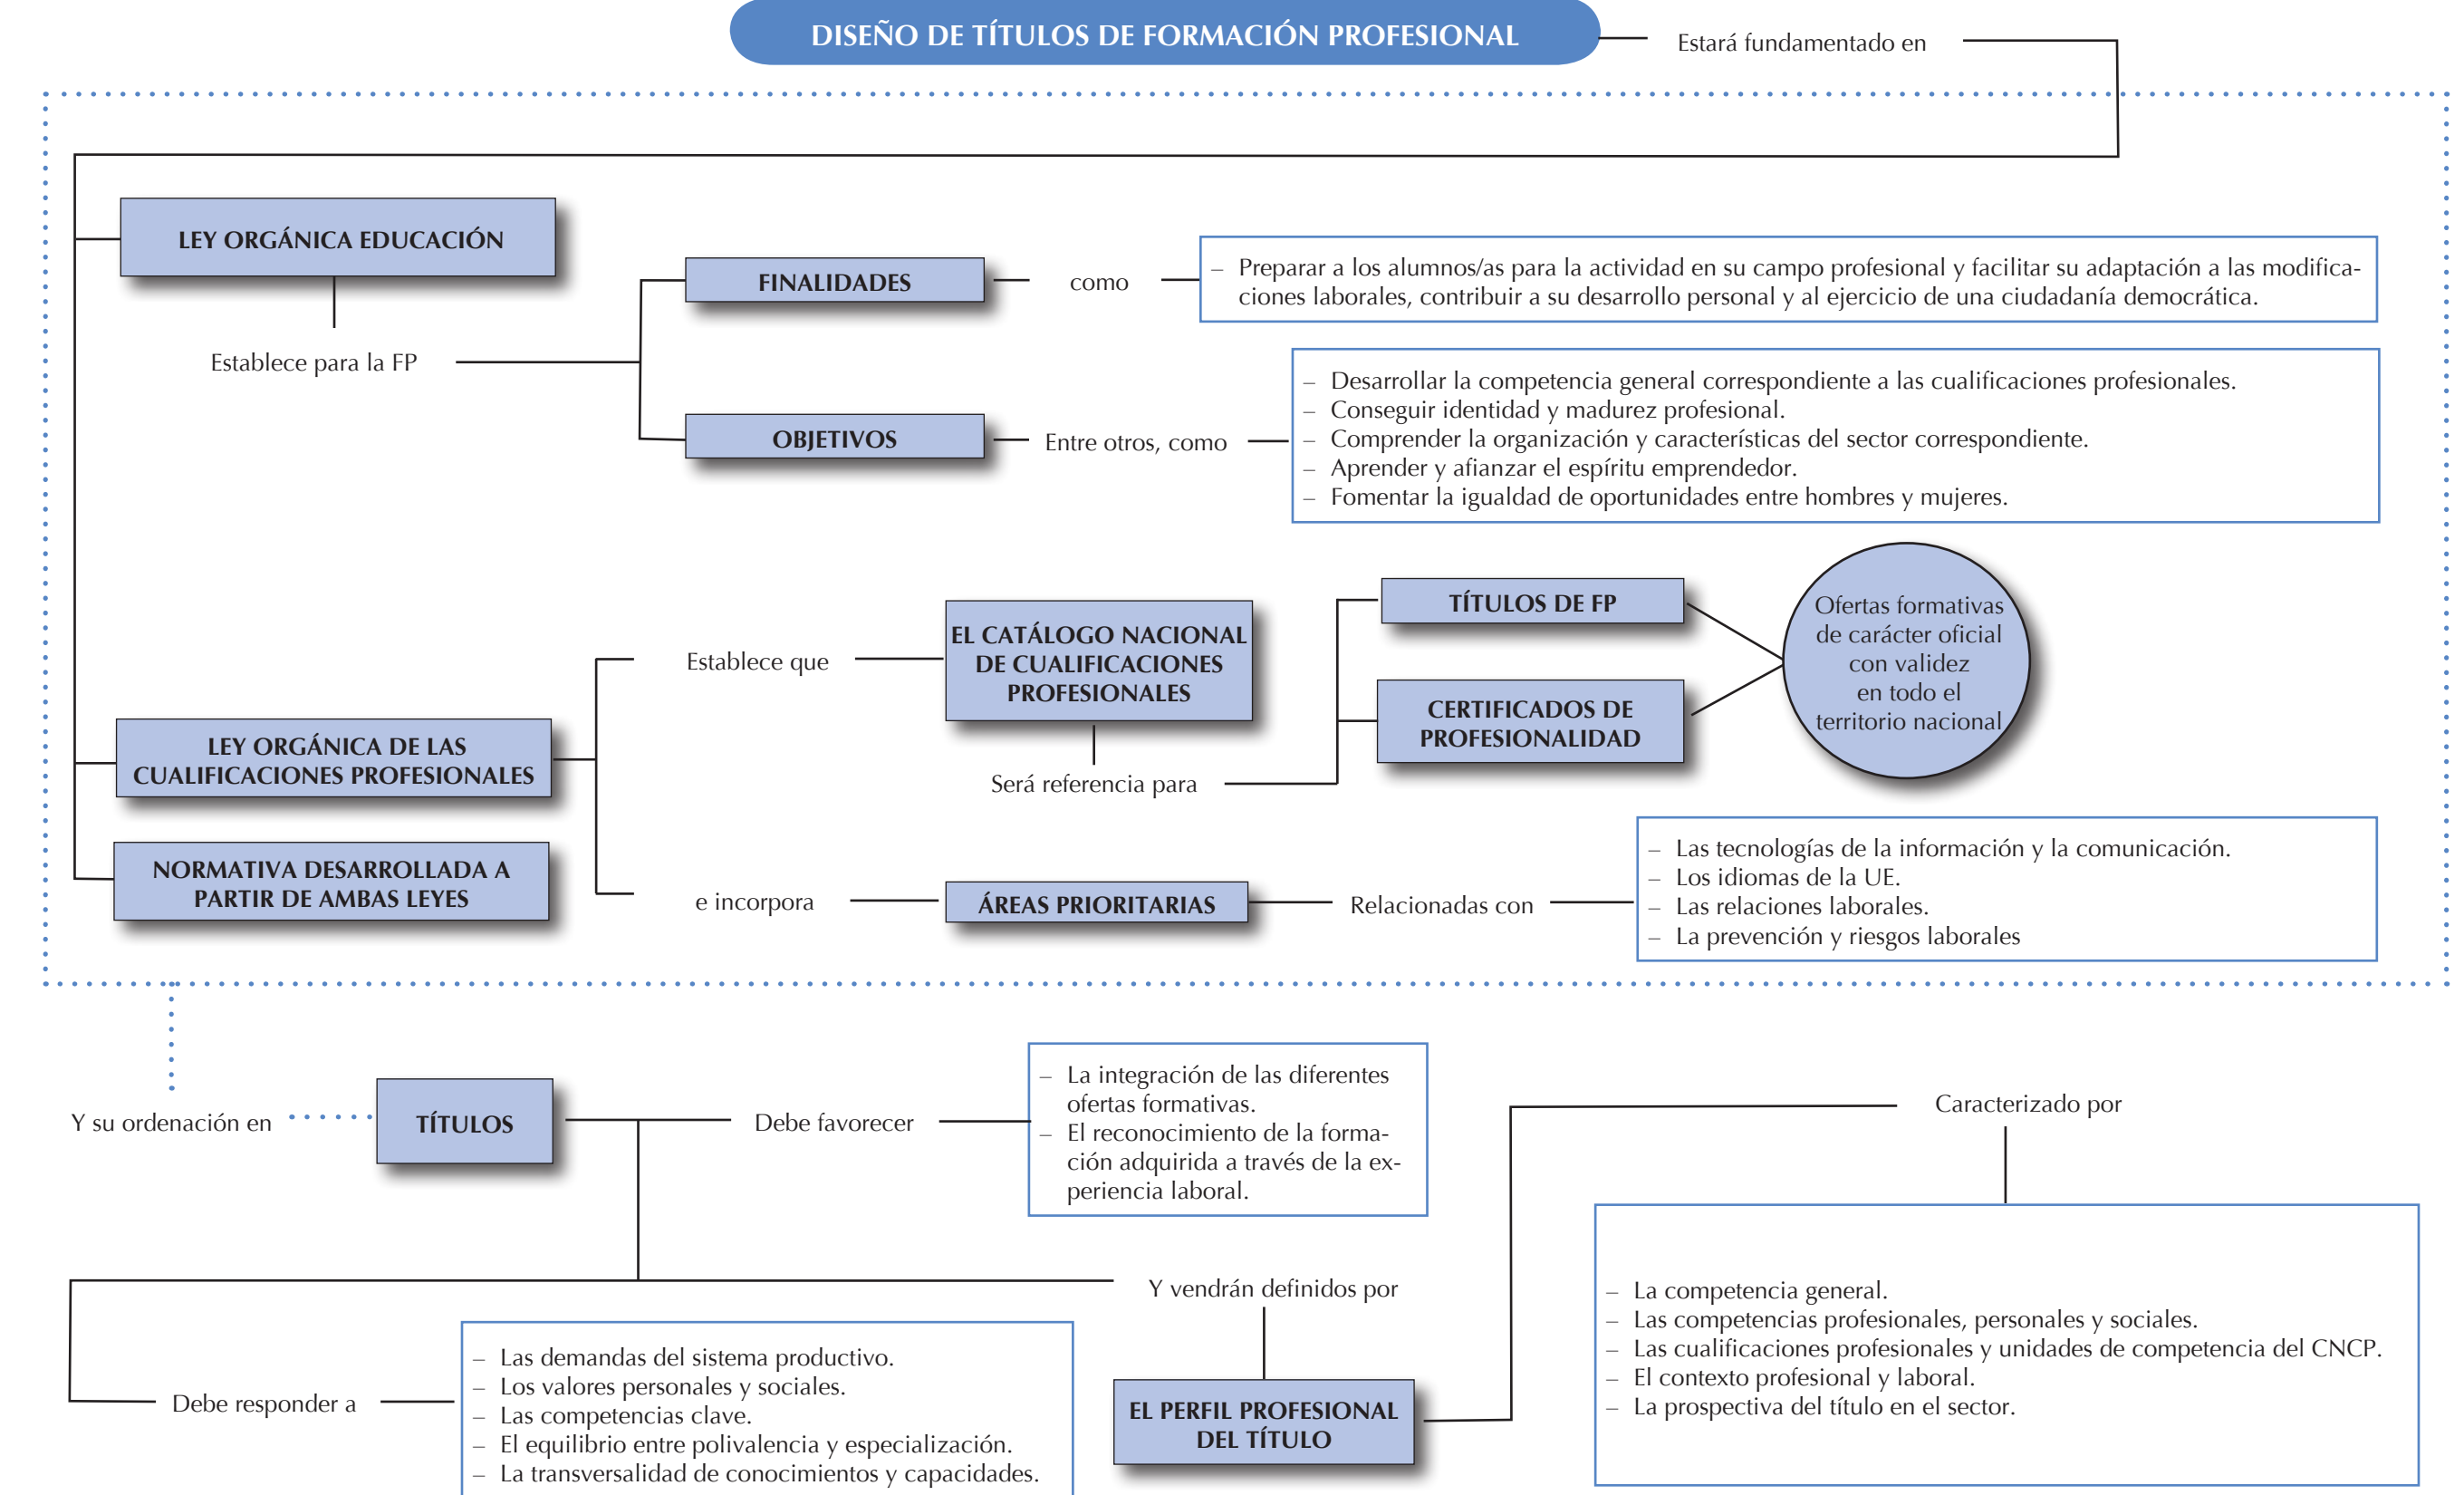 DISEÑO DE TÍTULOS DE FORMACIÓN PROFESIONAL
Estará fundamentado en
LEY ORGÁNICA EDUCACIÓN
Establece para la FP
FINALIDADES
como
– Preparar a los alumnos/as para la actividad en su campo profesional y facilitar su adaptación a las modifica-
ciones laborales, contribuir a su desarrollo personal y al ejercicio de una ciudadanía democrática.
OBJETIVOS
Entre otros, como
– Desarrollar la competencia general correspondiente a las cualificaciones profesionales.
– Conseguir identidad y madurez profesional.
– Comprender la organización y características del sector correspondiente.
– Aprender y afianzar el espíritu emprendedor.
– Fomentar la igualdad de oportunidades entre hombres y mujeres.
LEY ORGÁNICA DE LAS
CUALIFICACIONES PROFESIONALES
Establece que
EL CATÁLOGO NACIONAL
DE CUALIFICACIONES
PROFESIONALES
Será referencia para
TÍTULOS DE FP
CERTIFICADOS DE
PROFESIONALIDAD
Ofertas formativas
de carácter oficial
con validez
en todo el
territorio nacional
NORMATIVA DESARROLLADA A
PARTIR DE AMBAS LEYES
e incorpora
ÁREAS PRIORITARIAS
Relacionadas con
– Las tecnologías de la información y la comunicación.
– Los idiomas de la UE.
– Las relaciones laborales.
– La prevención y riesgos laborales
Y su ordenación en
TÍTULOS
Debe favorecer
– La integración de las diferentes
ofertas formativas.
– El reconocimiento de la forma-
ción adquirida a través de la ex-
periencia laboral.
Debe responder a
– Las demandas del sistema productivo.
– Los valores personales y sociales.
– Las competencias clave.
– El equilibrio entre polivalencia y especialización.
– La transversalidad de conocimientos y capacidades.
Y vendrán definidos por
EL PERFIL PROFESIONAL
DEL TÍTULO
Caracterizado por
– La competencia general.
– Las competencias profesionales, personales y sociales.
– Las cualificaciones profesionales y unidades de competencia del CNCP.
– El contexto profesional y laboral.
– La prospectiva del título en el sector.